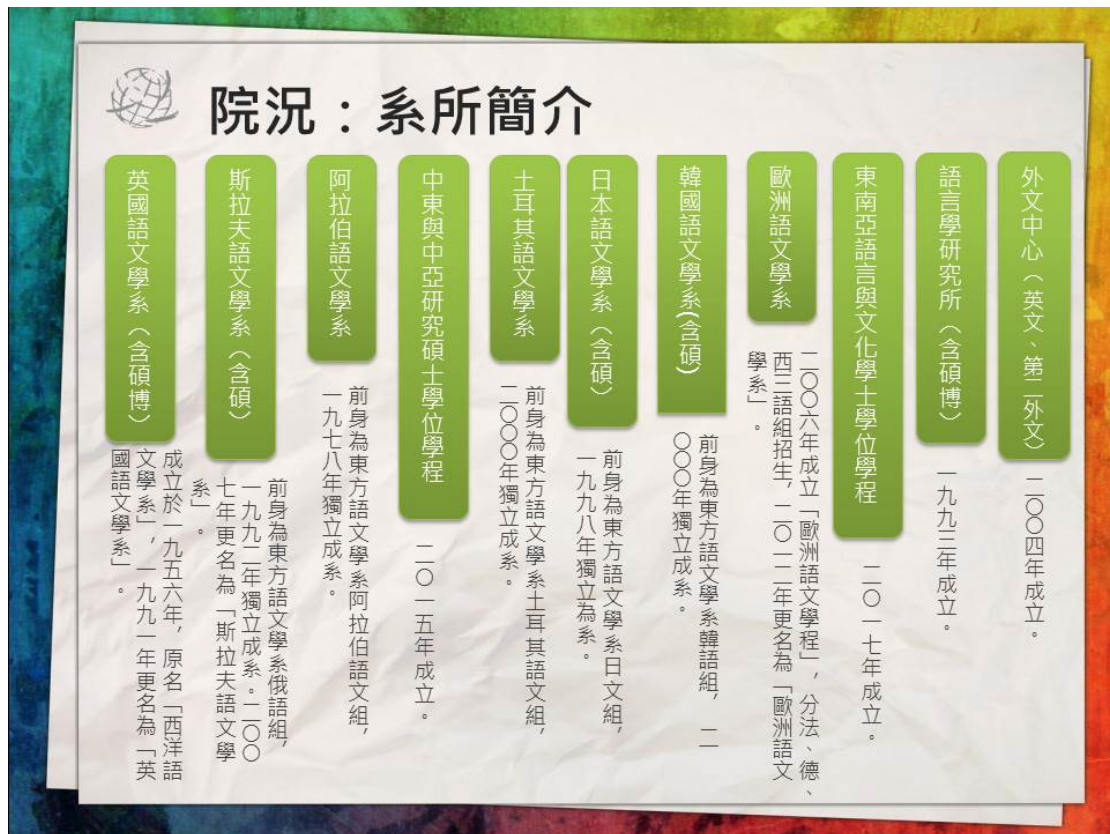 院況：系所簡介
英國語文學系（含碩博）
成立於一九五六年，原名「西洋語
文學系」，一九九一年更名為「英
國語文學系」。
斯拉夫語文學系（含碩）
前身為東方語文學系俄語組，
一九九二年獨立成系。二〇〇
七年更名為「斯拉夫語文學
系」。
阿拉伯語文學系
前身為東方語文學系阿拉伯語文組，
一九七八年獨立成系。
中東與中亞研究碩士學位學程
二〇一五年成立。
土耳其語文學系
前身為東方語文學系土耳其語文組，
二〇〇〇年獨立成系。
日本語文學系（含碩）
前身為東方語文學系日文組，
一九九八年獨立為系。
韓國語文學系(含碩)
前身為東方語文學系韓語組，二
〇〇〇年獨立成系。
歐洲語文學系
二〇〇六年成立「歐洲語文學程」，分法、德、
西三語組招生，二〇一二年更名為「歐洲語文
學系」。
東南亞語言與文化學士學位學程
二〇一七年成立。
語言學研究所（含碩博）
一九九三年成立。
外文中心（英文、第二外文）
二〇〇四年成立。